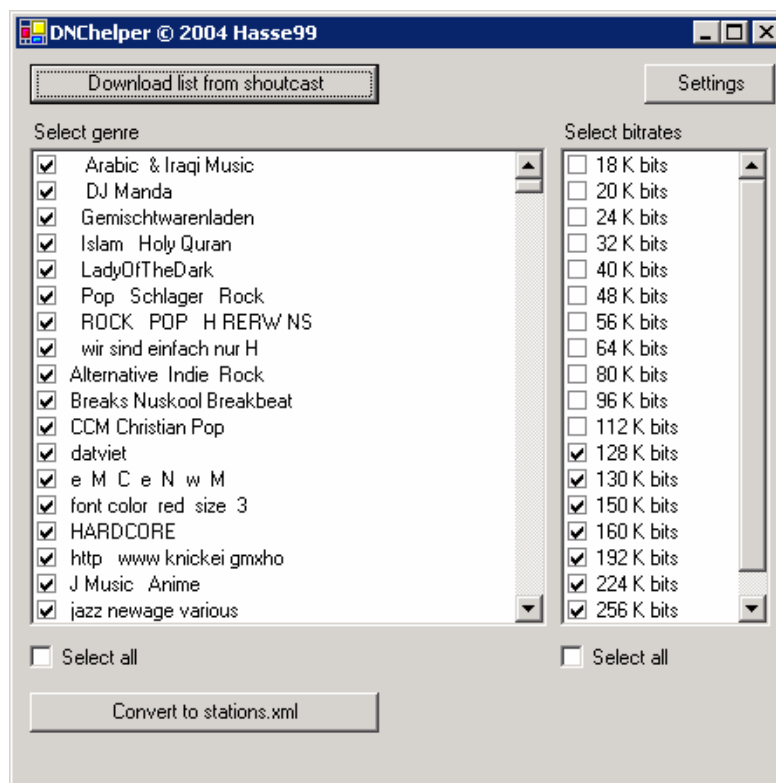 DNChelper © 2004 Hasse99
Download list from shoutcast
Settings
Select genre
Arabic & Iraqi Music
DJ Manda
Gemischtwarenladen
Islam Holy Quran
LadyOfTheDark
Pop Schlager Rock
ROCK POP H RERW NS
wir sind einfach nur H
Alternative Indie Rock
Breaks Nuskool Breakbeat
CCM Christian Pop
datviet
e M C e N w M
font color red size 3
HARDCORE
http www knickei gmxho
J Music Anime
jazz newage various
Select all
Select bitrates
18 K bits
20 K bits
24 K bits
32 K bits
40 K bits
48 K bits
56 K bits
64 K bits
80 K bits
96 K bits
112 K bits
128 K bits
130 K bits
150 K bits
160 K bits
192 K bits
224 K bits
256 K bits
Select all
Convert to stations.xml